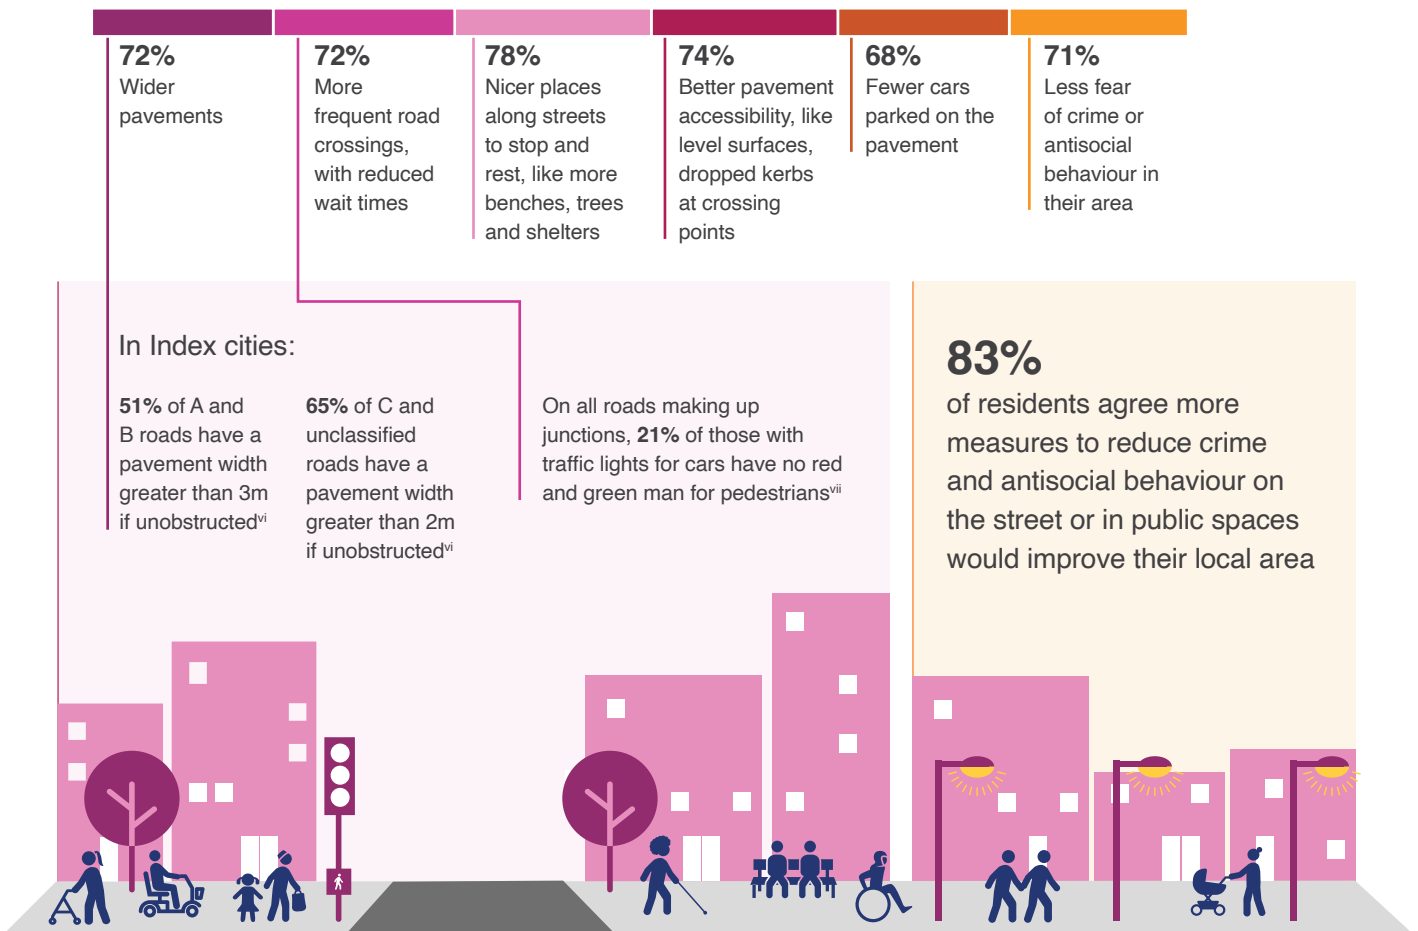 72%
Wider
pavements
72%
More
frequent road
crossings,
with reduced
wait times
78%
Nicer places
along streets
to stop and
rest, like more
benches, trees
and shelters
74%
Better pavement
accessibility, like
level surfaces,
dropped kerbs
at crossing
points
68%
Fewer cars
parked on the
pavement
71%
Less fear
of crime or
antisocial
behaviour in
their area
In Index cities:
51% of A and
B roads have a
pavement width
greater than 3m
if unobstructedvi
65% of C and
unclassified
roads have a
pavement width
greater than 2m
if unobstructedvi
On all roads making up
junctions, 21% of those with
traffic lights for cars have no red
and green man for pedestriansvii
83%
of residents agree more
measures to reduce crime
and antisocial behaviour on
the street or in public spaces
would improve their local area